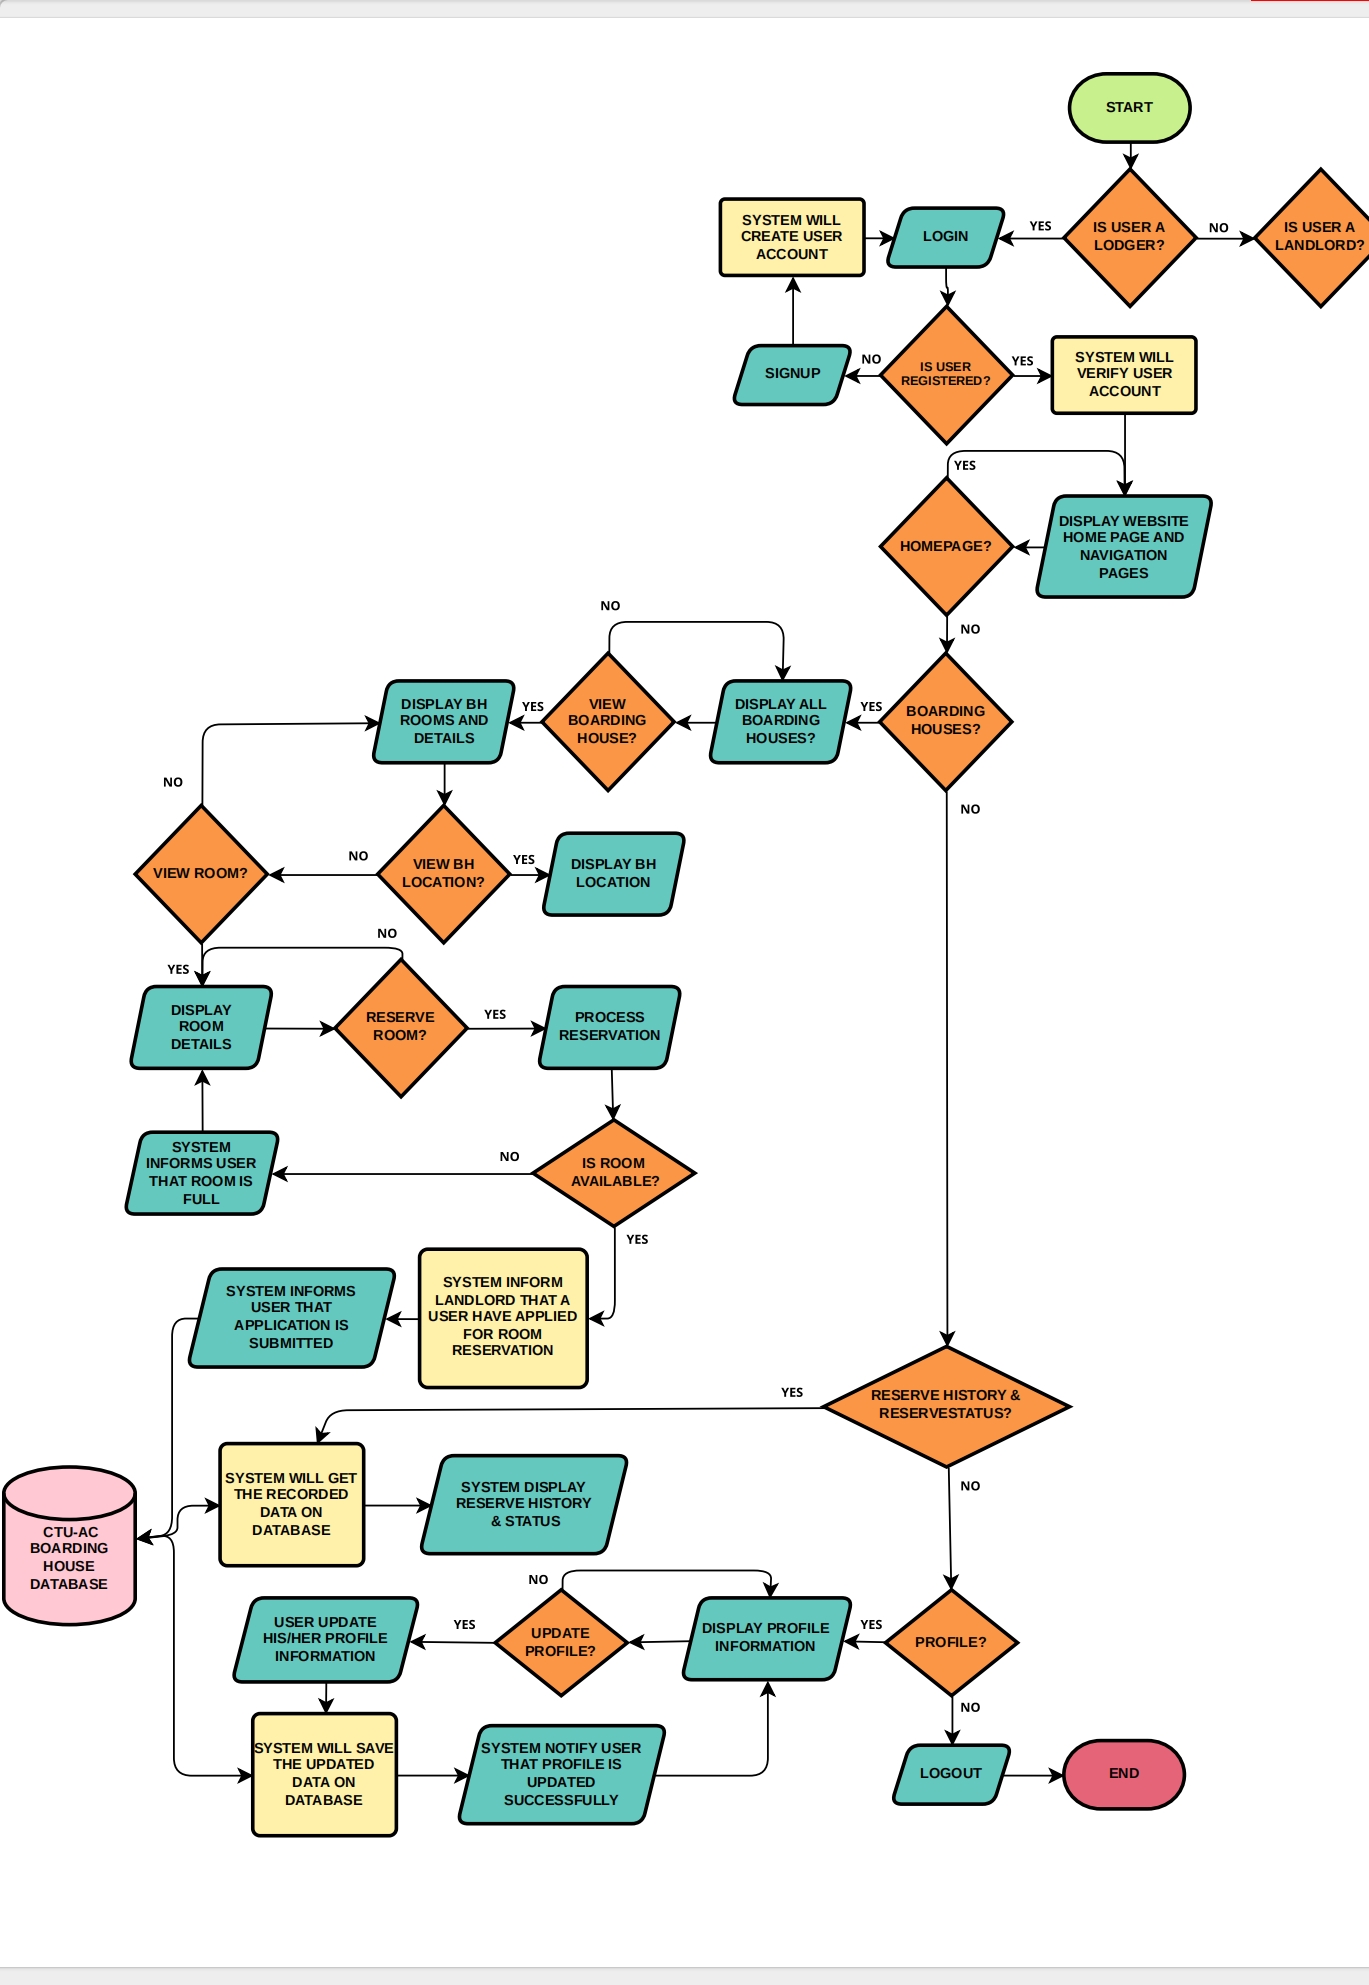 START
IS USER A
LODGER?
YES
NO
IS USER A
LANDLORD?
SYSTEM WILL
CREATE USER
ACCOUNT
LOGIN
SIGNUP
NO
IS USER
REGISTERED?
YES
SYSTEM WILL
VERIFY USER
ACCOUNT
YES
HOMEPAGE?
DISPLAY WEBSITE
HOME PAGE AND
NAVIGATION
PAGES
NO
NO
DISPLAY BH
ROOMS AND
DETAILS
YES
VIEW
BOARDING
HOUSE?
DISPLAY ALL
BOARDING
HOUSES?
YES
BOARDING
HOUSES?
NO
NO
VIEW ROOM?
NO
VIEW BH
LOCATION?
YES
DISPLAY BH
LOCATION
NO
YES
DISPLAY
ROOM
DETAILS
RESERVE
ROOM?
YES
PROCESS
RESERVATION
SYSTEM
INFORMS USER
THAT ROOM IS
FULL
NO
IS ROOM
AVAILABLE?
YES
SYSTEM INFORMS
USER THAT
APPLICATION IS
SUBMITTED
SYSTEM INFORM
LANDLORD THAT A
USER HAVE APPLIED
FOR ROOM
RESERVATION
YES
RESERVE HISTORY &
RESERVESTATUS?
NO
SYSTEM WILL GET
THE RECORDED
DATA ON
DATABASE
SYSTEM DISPLAY
RESERVE HISTORY
& STATUS
CTU-AC
BOARDING
HOUSE
DATABASE
NO
USER UPDATE
HIS/HER PROFILE
INFORMATION
YES
UPDATE
PROFILE?
DISPLAY PROFILE
INFORMATION
YES
PROFILE?
NO
SYSTEM WILL SAVE
THE UPDATED
DATA ON
DATABASE
SYSTEM NOTIFY USER
THAT PROFILE IS
UPDATED
SUCCESSFULLY
LOGOUT
END